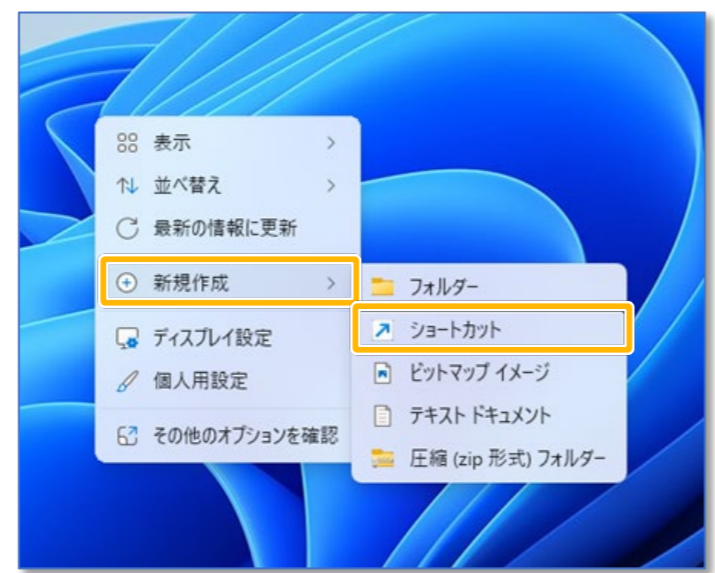 表示
並べ替え
最新の情報に更新
新規作成
フォルダー
ショートカット
ディスプレイ設定
ビットマップ イメージ
個人用設定
テキスト ドキュメント
その他のオプションを確認
圧縮 (zip 形式) フォルダー